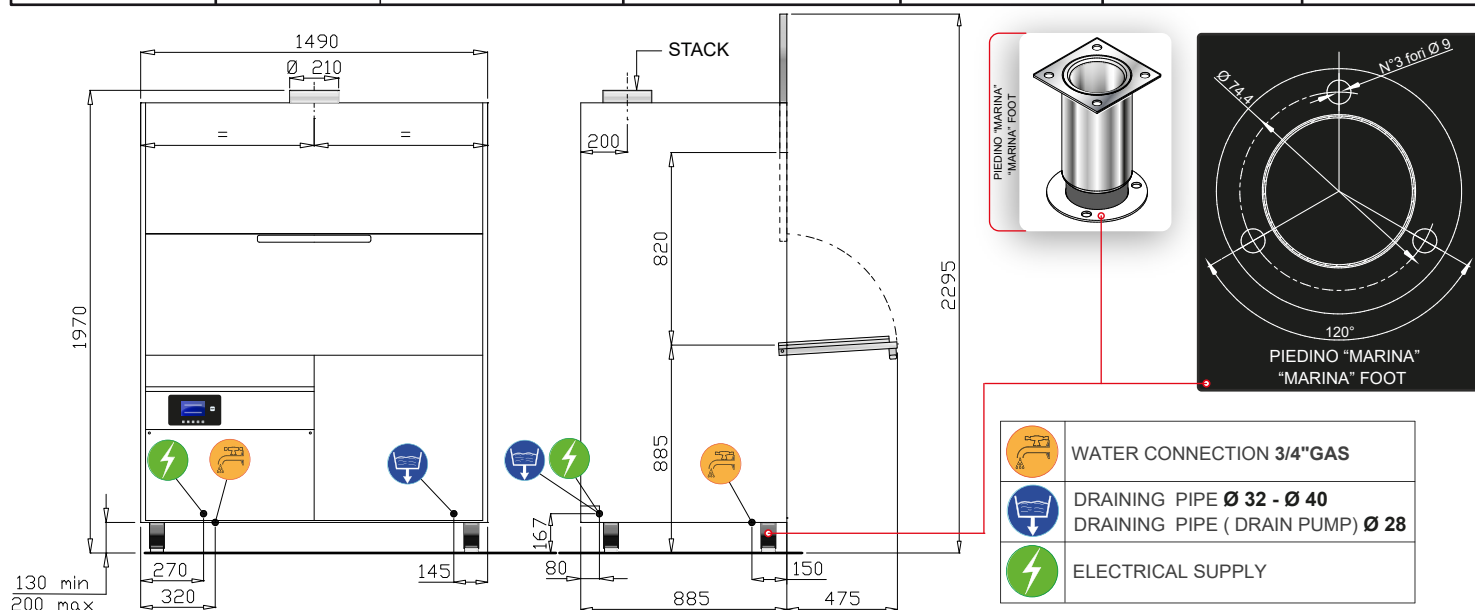 1490
Ø 210
STACK
=
=
200
1970
820
885
2295
167
130 min
200 max
270
320
145
80
150
885
475
PIEDINO "MARINA"
"MARINA" FOOT
Ø 74,4
N°3 fori Ø 9
120°
PIEDINO “MARINA”
“MARINA” FOOT
WATER CONNECTION 3/4"GAS
DRAINING PIPE Ø 32 - Ø 40
DRAINING PIPE ( DRAIN PUMP) Ø 28
ELECTRICAL SUPPLY